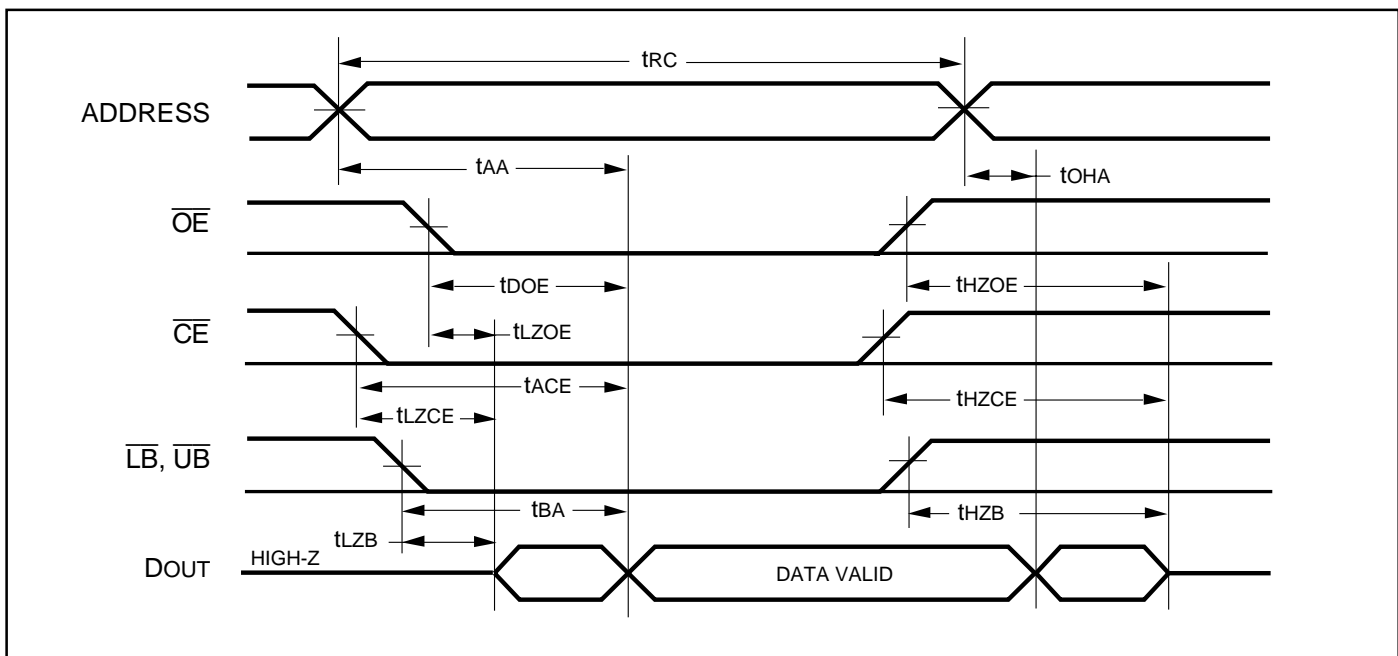 tRC
ADDRESS
tAA
tOHA
OE
tDOE
tHZOE
CE
tLZOE
tACE
tHZCE
tLZCE
LB, UB
tBA
tHZB
tLZB
HIGH-Z
DOUT
DATA VALID